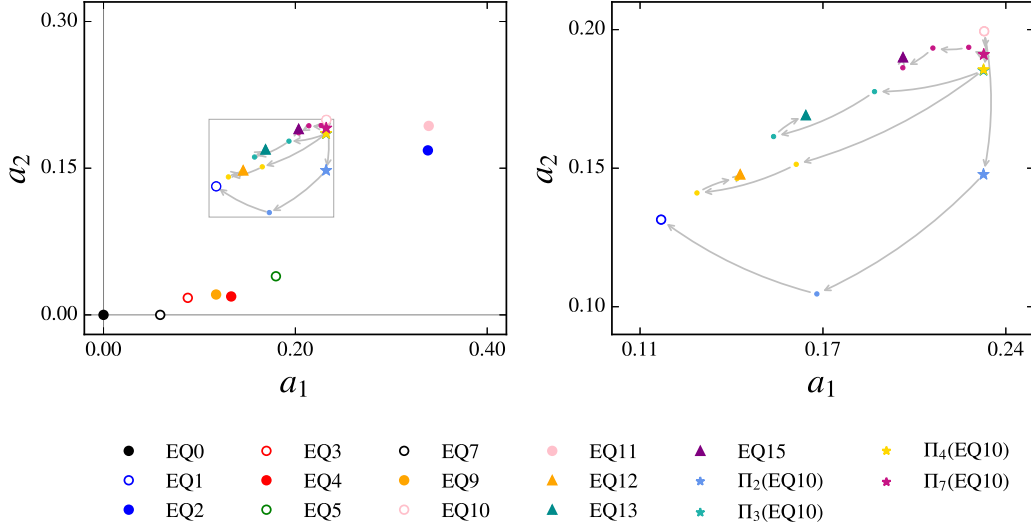 0.30
0.15
0.00
a₂
0.00
0.20
0.40
a₁
0.20
0.15
0.10
a₂
0.11
0.17
0.24
a₁
EQ0
EQ3
EQ7
EQ11
EQ15
Π₄(EQ10)
EQ1
EQ4
EQ9
EQ12
Π₂(EQ10)
Π₇(EQ10)
EQ2
EQ5
EQ10
EQ13
Π₃(EQ10)